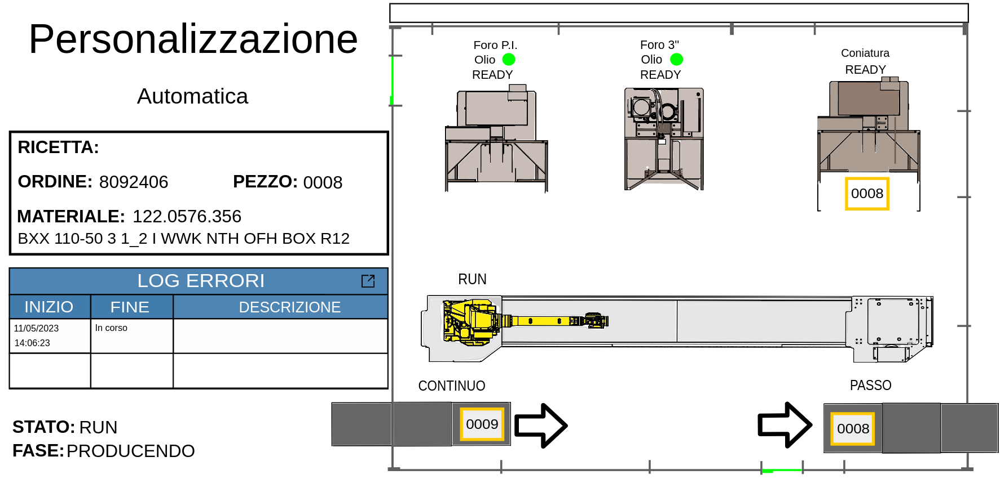 Personalizzazione
Automatica
RICETTA:
ORDINE: 8092406 PEZZO: 0008
MATERIALE: 122.0576.356
BXX 110-50 3 1_2 I WWK NTH OFH BOX R12
LOG ERRORI
INIZIO FINE DESCRIZIONE
11/05/2023 In corso
14:06:23
STATO: RUN
FASE: PRODUCENDO
Foro P.I.
Olio
READY
Foro 3"
Olio
READY
Coniatura
READY
0008
RUN
CONTINUO
PASSO
0009
0008